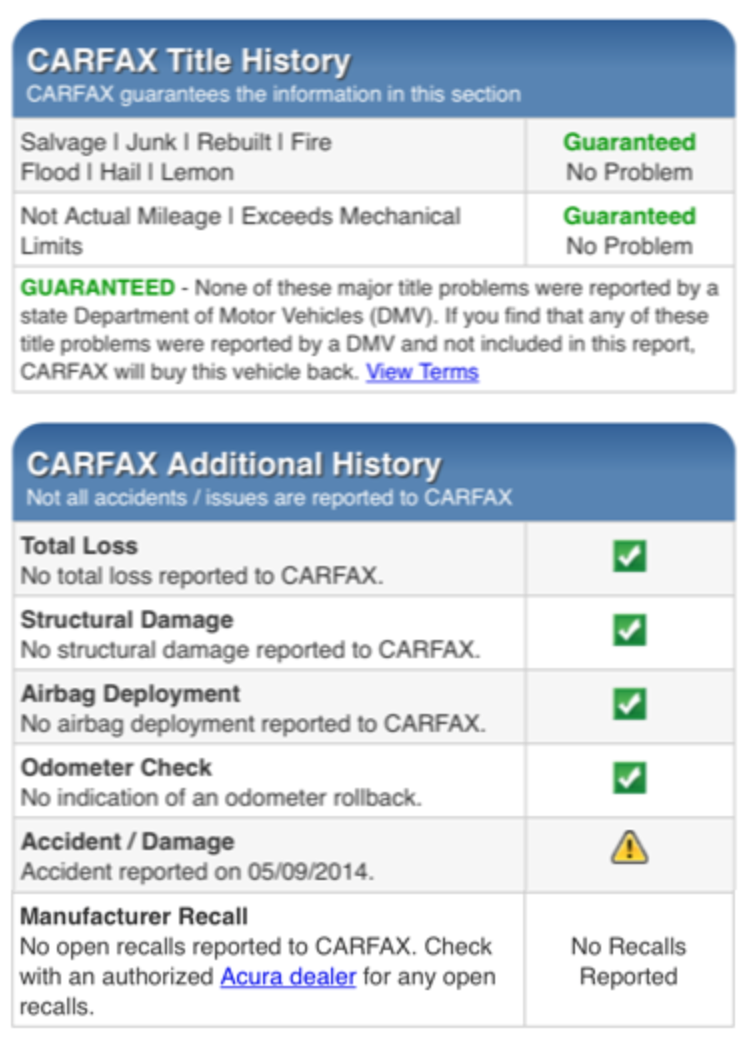 CARFAX Title History
CARFAX guarantees the information in this section
Salvage | Junk | Rebuilt | Fire
Flood | Hail | Lemon
Guaranteed
No Problem
Not Actual Mileage | Exceeds Mechanical
Limits
Guaranteed
No Problem
GUARANTEED - None of these major title problems were reported by a
state Department of Motor Vehicles (DMV). If you find that any of these
title problems were reported by a DMV and not included in this report,
CARFAX will buy this vehicle back. View Terms
CARFAX Additional History
Not all accidents / issues are reported to CARFAX
Total Loss
No total loss reported to CARFAX.
Structural Damage
No structural damage reported to CARFAX.
Airbag Deployment
No airbag deployment reported to CARFAX.
Odometer Check
No indication of an odometer rollback.
Accident / Damage
Accident reported on 05/09/2014.
Manufacturer Recall
No open recalls reported to CARFAX. Check
with an authorized Acura dealer for any open
recalls.
No Recalls
Reported